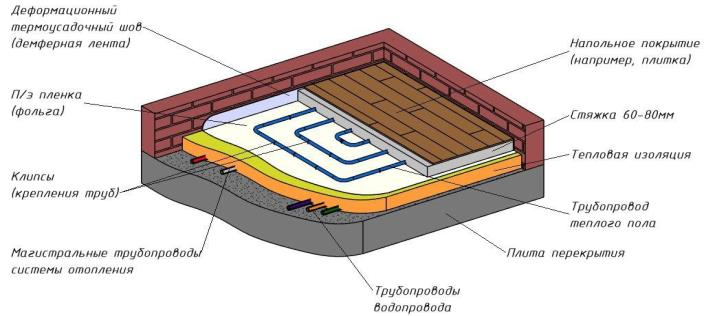 Деформационный
термоусадочный шов
(демферная лента)
П/э пленка
(фольга)
Клипсы
(крепления труб)
Магистральные трубопроводы
системы отопления
Трубопроводы
водопровода
Напольное покрытие
(например, плитка)
Стяжка 60-80мм
Тепловая изоляция
Трубопровод
теплого пола
Плита перекрытия